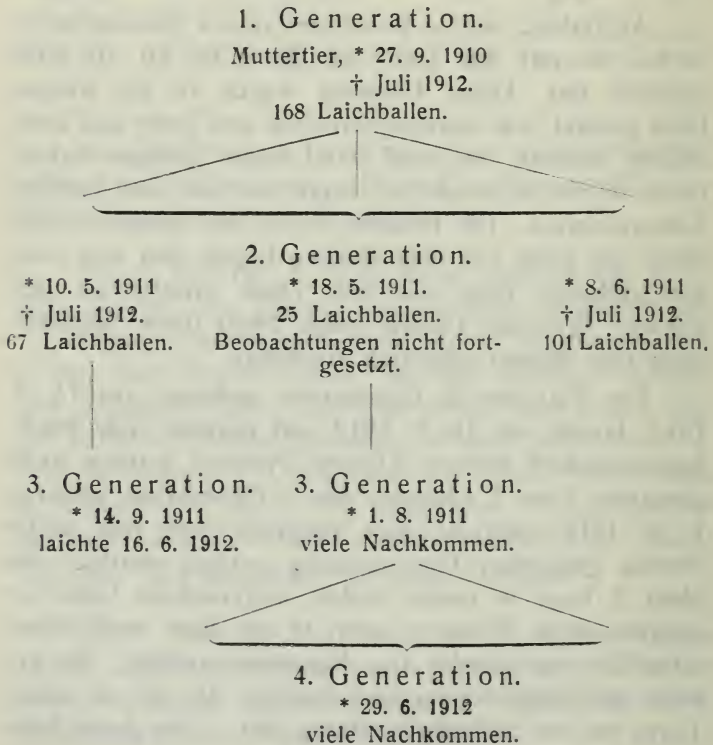 1. Generation.
Muttertier, * 27. 9. 1910
† Juli 1912.
168 Laichballen.
2. Generation.
* 10. 5. 1911
† Juli 1912.
67 Laichballen.
* 18. 5. 1911.
25 Laichballen.
Beobachtungen nicht fort-
gesetzt.
* 8. 6. 1911
† Juli 1912.
101 Laichballen.
3. Generation.
* 14. 9. 1911
laichte 16. 6. 1912.
3. Generation.
* 1. 8. 1911
viele Nachkommen.
4. Generation.
* 29. 6. 1912
viele Nachkommen.